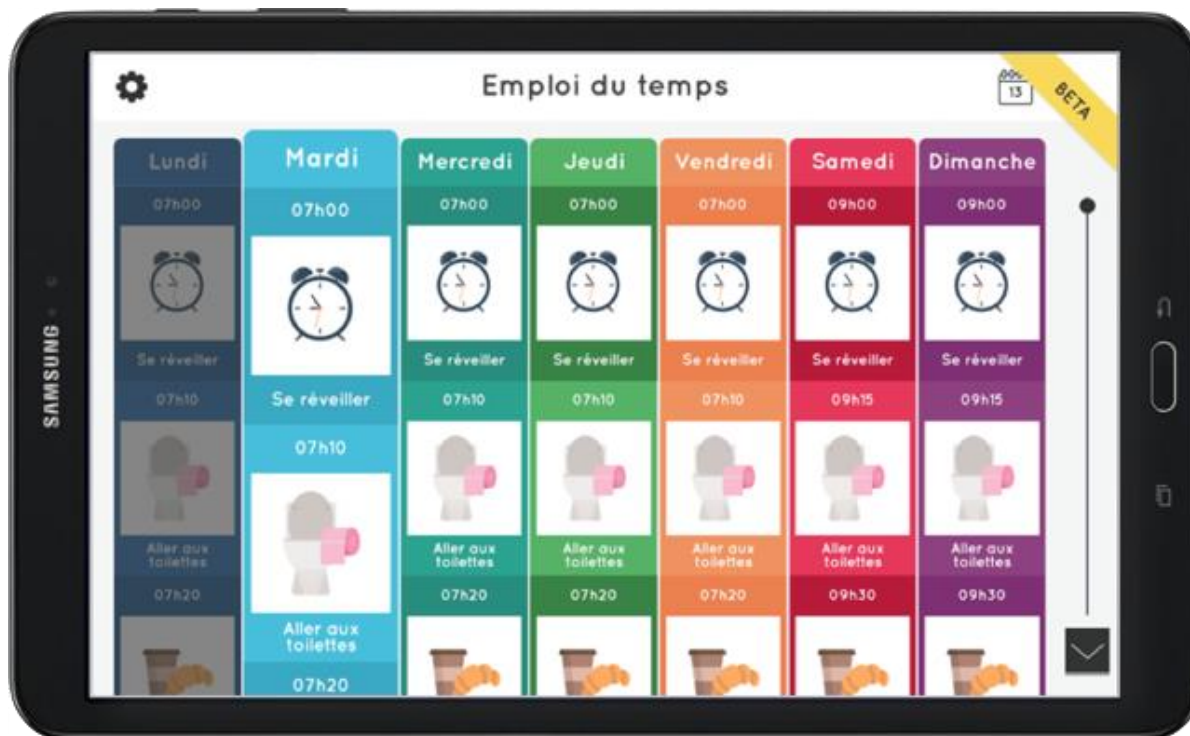 SAMSUNG
Emploi du temps
13
BETA
Lundi
07h00
Se réveiller
07h10
Aller aux
toilettes
07h20
Mardi
07h00
Se réveiller
07h10
Aller aux
toilettes
07h20
Mercredi
07h00
Se réveiller
07h10
Aller aux
toilettes
07h20
Jeudi
07h00
Se réveiller
07h10
Aller aux
toilettes
07h20
Vendredi
07h00
Se réveiller
07h10
Aller aux
toilettes
07h20
Samedi
09h00
Se réveiller
09h15
Aller aux
toilettes
09h30
Dimanche
09h00
Se réveiller
09h15
Aller aux
toilettes
09h30